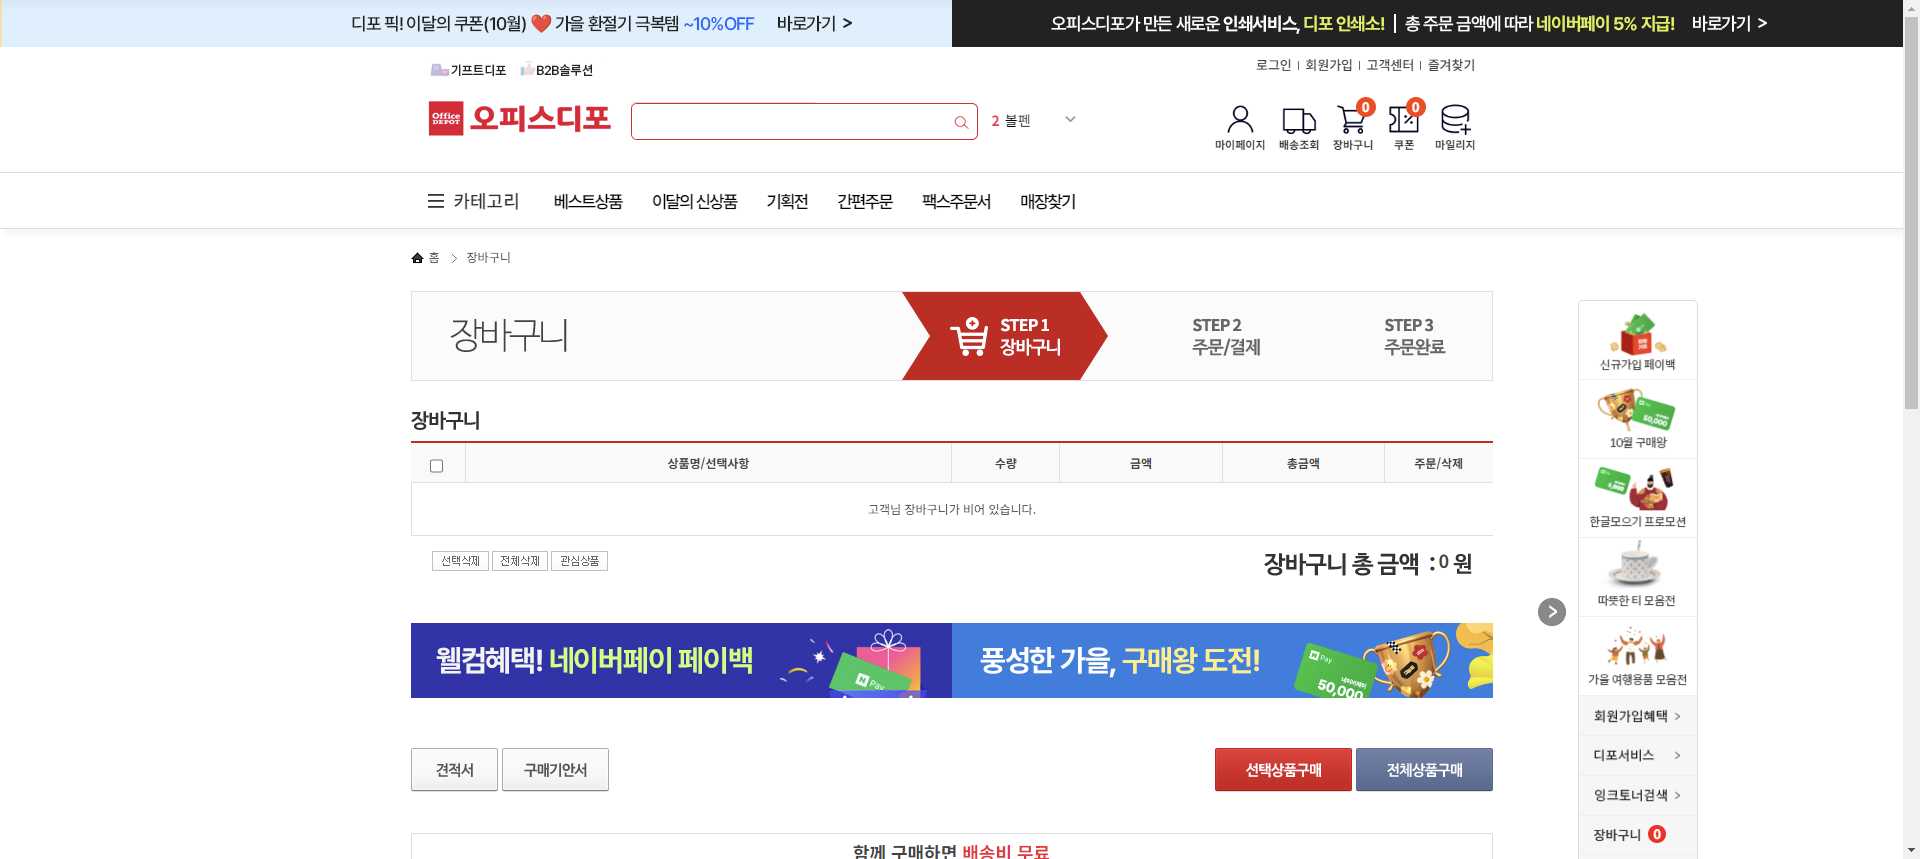 디포 픽! 이달의 쿠폰(10월) ❤️ 가을 환절기 극복템 ~10%OFF 바로가기 >
오피스디포가 만든 새로운 인쇄서비스, 디포 인쇄소! | 총 주문 금액에 따라 네이버페이 5% 지급! 바로가기 >
기프트디포 B2B솔루션
로그인 | 회원가입 | 고객센터 | 즐겨찾기
Office DEPOT 오피스디포
2 볼펜
0
0
마이페이지 배송조회 장바구니 쿠폰 마일리지
카테고리 베스트상품 이달의 신상품 기획전 간편주문 팩스주문서 매장찾기
홈 > 장바구니
장바구니
STEP 1
장바구니
STEP 2
주문/결제
STEP 3
주문완료
장바구니
상품명/선택사항 수량 금액 총금액 주문/삭제
고객님 장바구니가 비어 있습니다.
선택삭제 전체삭제 관심상품
장바구니 총 금액 : 0 원
웰컴혜택! 네이버페이 페이백
N Pay
풍성한 가을, 구매왕 도전!
N Pay
네이버페이
50,000
견적서 구매기안서
선택상품구매 전체상품구매
함께 구매하면 배송비 무료
신규가입 페이백
50,000
10월 구매왕
한글모으기 프로모션
따뜻한 티 모음전
가을 여행용품 모음전
회원가입혜택 >
디포서비스 >
잉크토너검색 >
장바구니 0